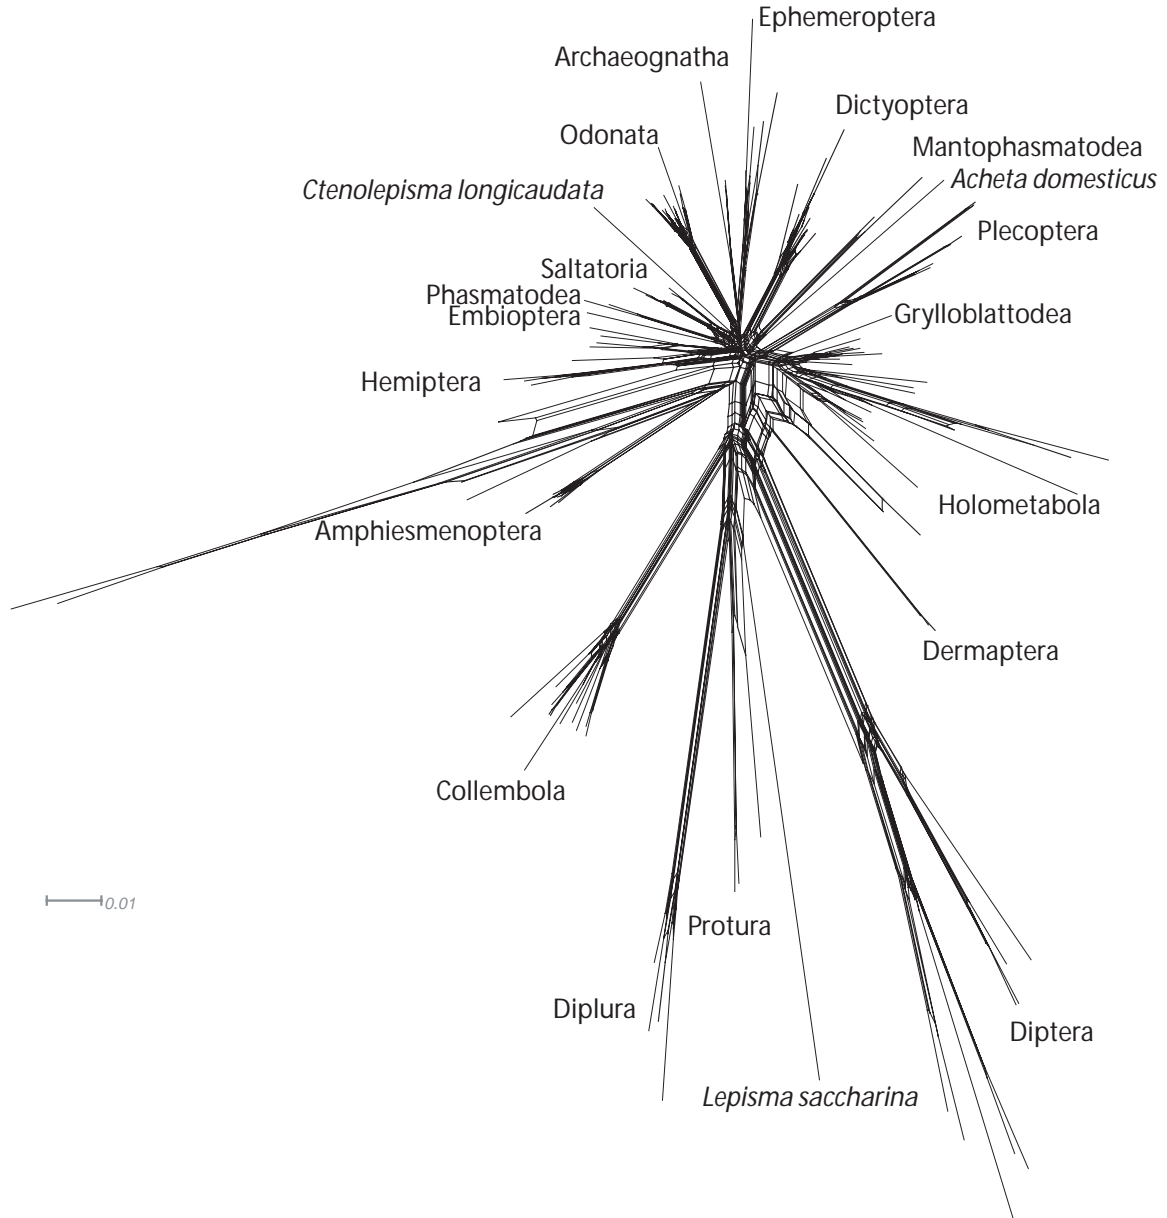 Ephemeroptera
Archaeognatha
Dictyoptera
Odonata
Mantophasmatodea
Acheta domesticus
Ctenolepisma longicaudata
Plecoptera
Saltatoria
Phasmatodea
Embioptera
Grylloblattodea
Hemiptera
Holometabola
Amphiesmenoptera
Dermaptera
Collembola
0.01
Protura
Diplura
Diptera
Lepisma saccharina